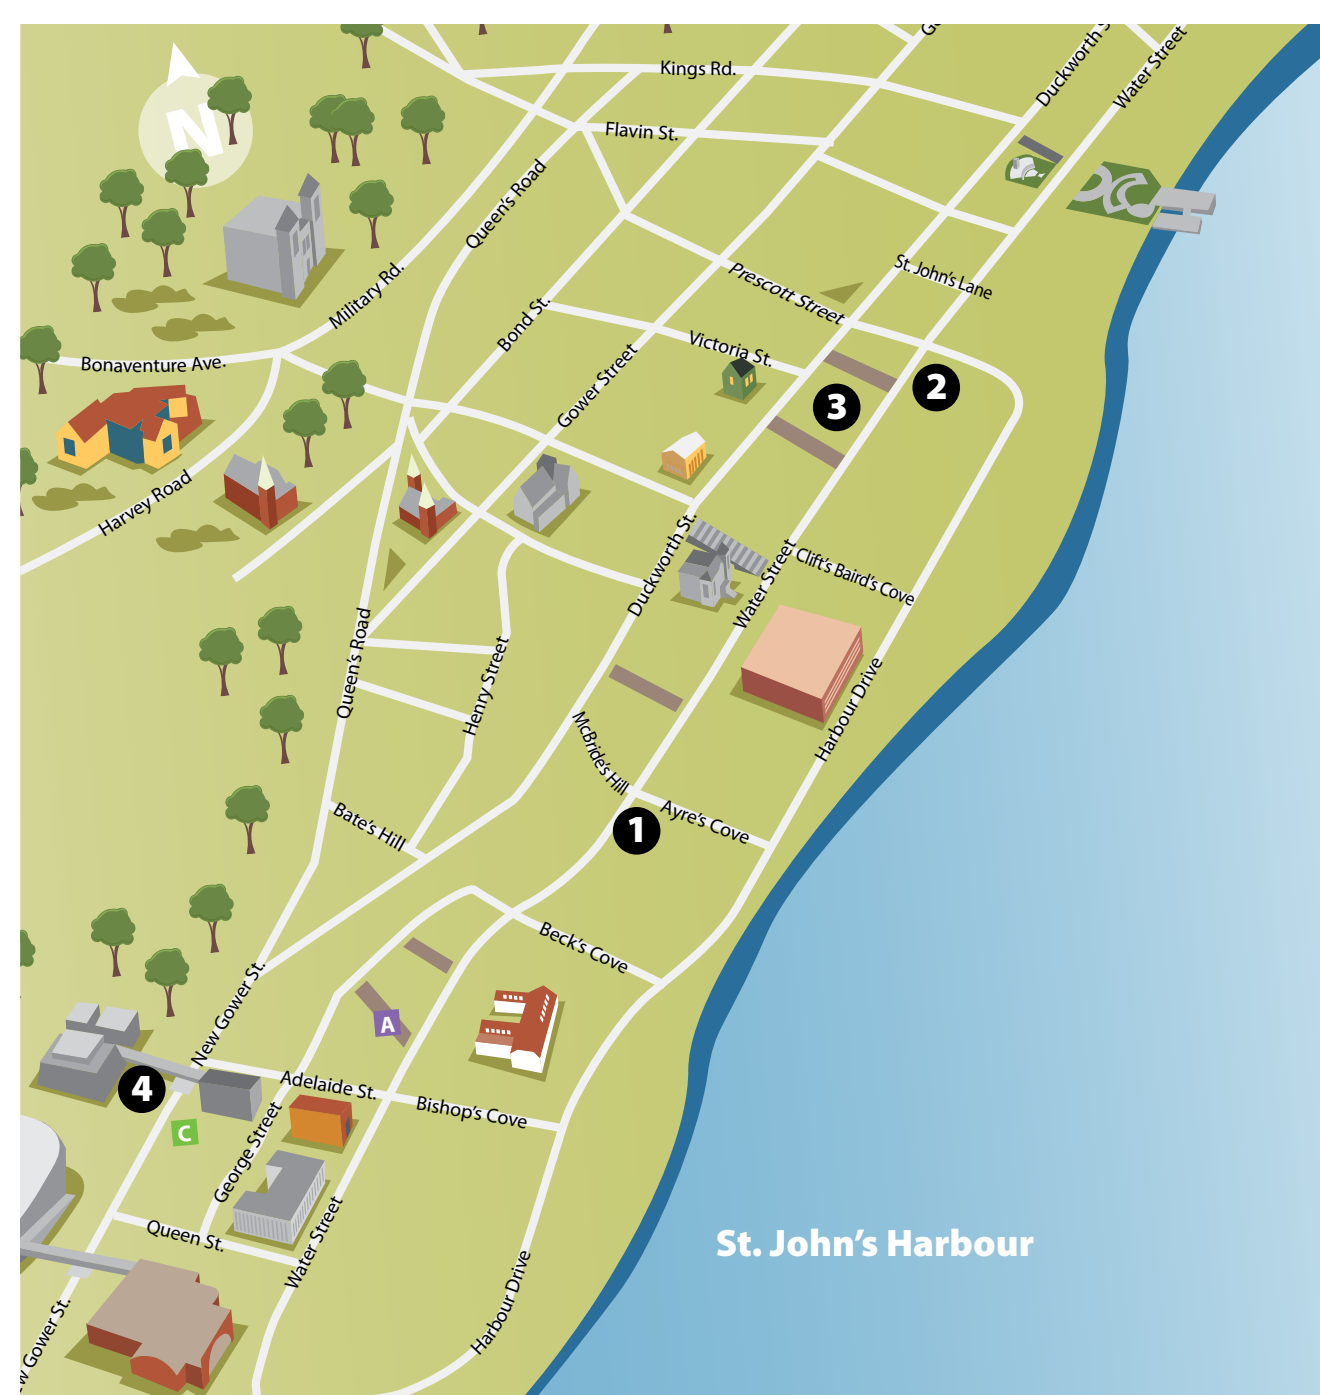 G
Duckworth S
Water Street
Kings Rd.
N
Flavin St.
Queen's Road
Military Rd.
St. John's Lane
Prescott Street
Bond St.
Victoria St.
Bonaventure Ave.
Gower Street
2
3
Harvey Road
Duckworth St.
Water Street
Clift's Baird's Cove
Queen's Road
Henry Street
Harbour Drive
McBride's Hill
Ayre's Cove
1
Bate's Hill
Beck's Cove
New Gower St.
A
4
Adelaide St.
Bishop's Cove
C
George Street
Queen St.
Water Street
St. John's Harbour
Harbour Drive
w Gower St.